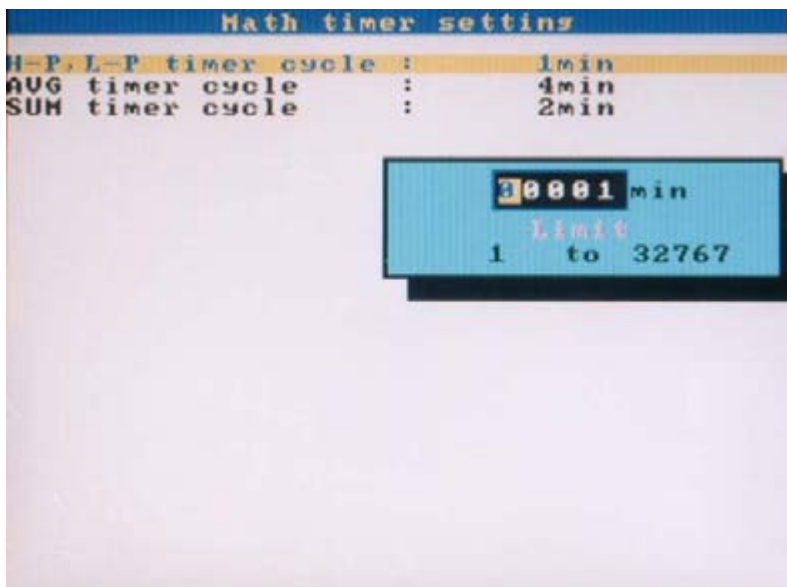 Math timer setting
H-P, L-P timer cycle : 1min
AVG timer cycle : 4min
SUM timer cycle : 2min
00001 min
Limit
1 to 32767